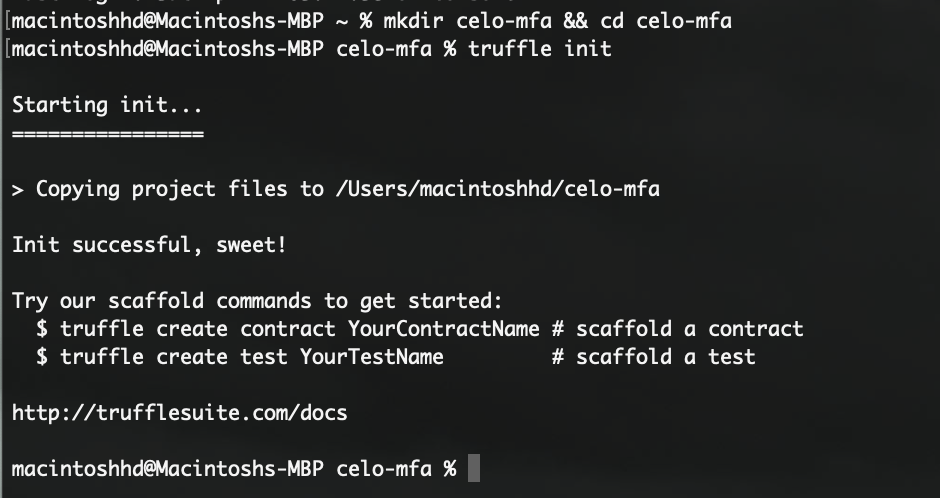 [macintoshhd@Macintoshs-MBP ~ % mkdir celo-mfa && cd celo-mfa
[macintoshhd@Macintoshs-MBP celo-mfa % truffle init
Starting init...
================
> Copying project files to /Users/macintoshhd/celo-mfa
Init successful, sweet!
Try our scaffold commands to get started:
  $ truffle create contract YourContractName # scaffold a contract
  $ truffle create test YourTestName         # scaffold a test
http://trufflesuite.com/docs
macintoshhd@Macintoshs-MBP celo-mfa %